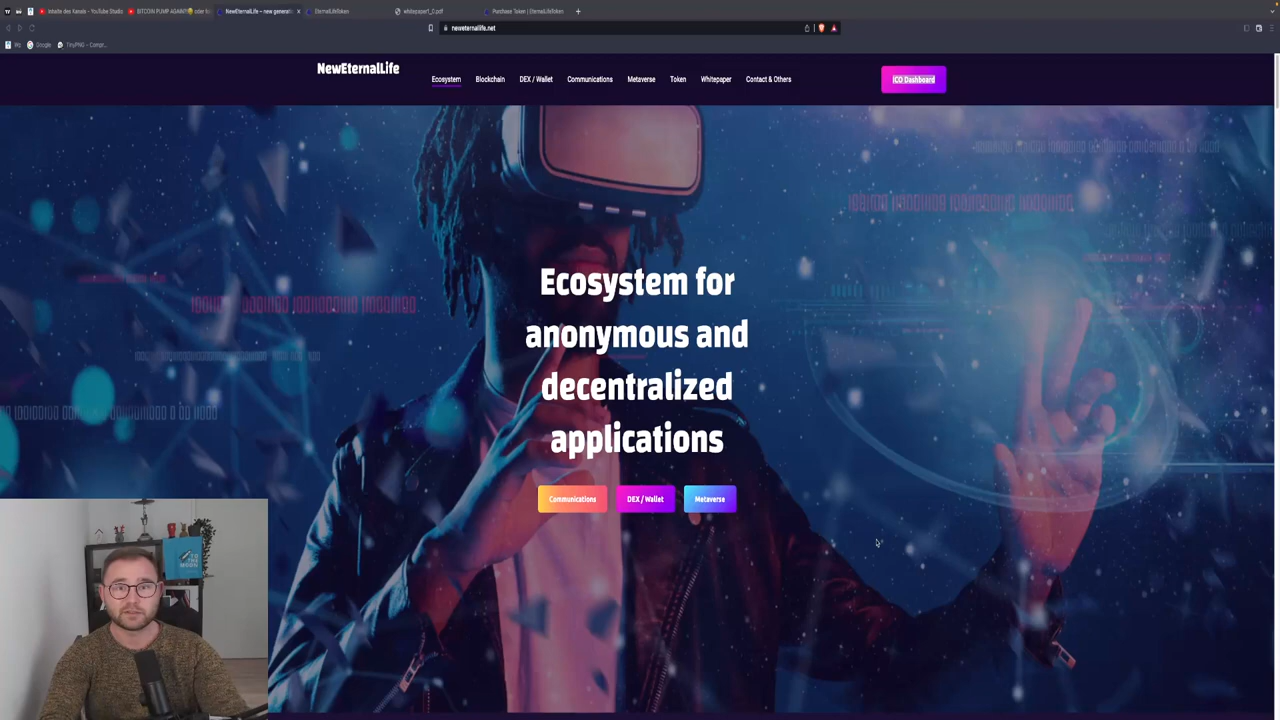 Inhalte des Kanals - YouTube Studio
BITCOIN PUMP AGAIN?!
NewEternalLife – new generati
EternalLifeToken
whitepaper1_0.pdf
Purchase Token | EternalLifeToken
neweternallife.net
Google
TinyPNG – Compr...
NewEternalLife
Ecosystem
Blockchain
DEX / Wallet
Communications
Metaverse
Token
Whitepaper
Contact & Others
ICO Dashboard
Ecosystem for
anonymous and
decentralized
applications
Communications
DEX / Wallet
Metaverse